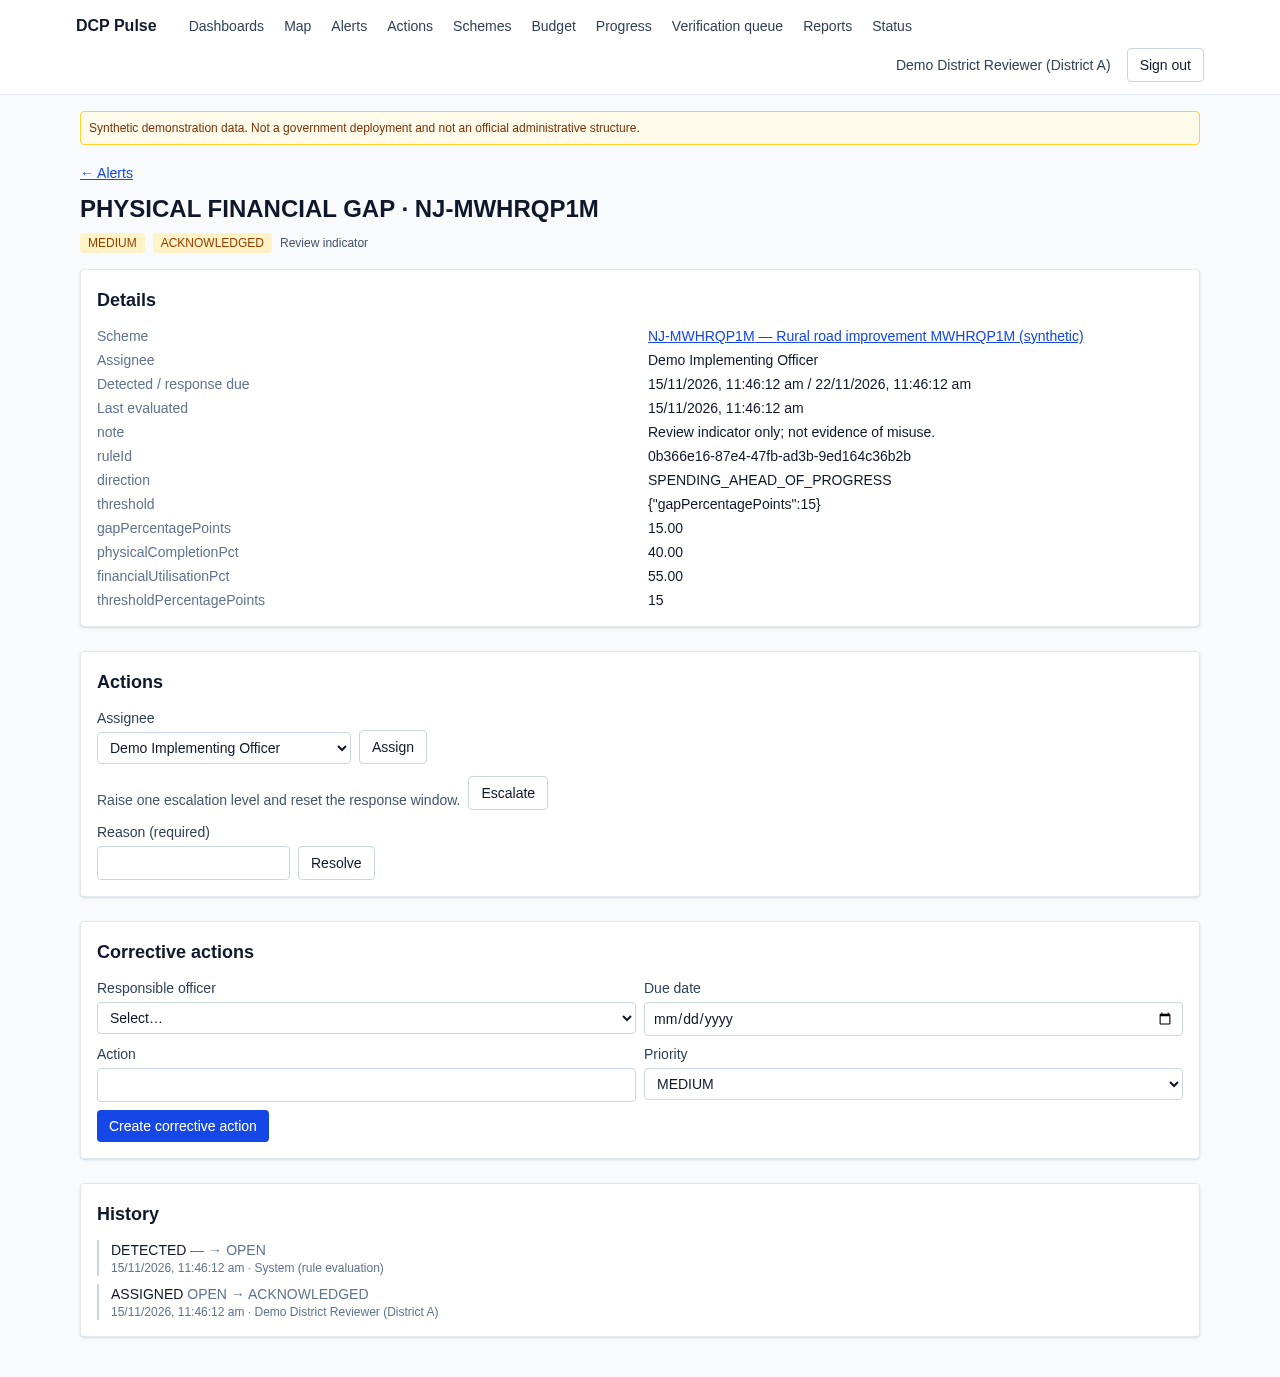 DCP Pulse Dashboards Map Alerts Actions Schemes Budget Progress Verification queue Reports Status
Demo District Reviewer (District A) Sign out
Synthetic demonstration data. Not a government deployment and not an official administrative structure.
← Alerts
PHYSICAL FINANCIAL GAP · NJ-MWHRQP1M
MEDIUM ACKNOWLEDGED Review indicator
Details
Scheme NJ-MWHRQP1M — Rural road improvement MWHRQP1M (synthetic)
Assignee Demo Implementing Officer
Detected / response due 15/11/2026, 11:46:12 am / 22/11/2026, 11:46:12 am
Last evaluated 15/11/2026, 11:46:12 am
note Review indicator only; not evidence of misuse.
ruleId 0b366e16-87e4-47fb-ad3b-9ed164c36b2b
direction SPENDING_AHEAD_OF_PROGRESS
threshold {"gapPercentagePoints":15}
gapPercentagePoints 15.00
physicalCompletionPct 40.00
financialUtilisationPct 55.00
thresholdPercentagePoints 15
Actions
Assignee
Demo Implementing Officer Assign
Raise one escalation level and reset the response window. Escalate
Reason (required)
Resolve
Corrective actions
Responsible officer Due date
Select… mm/dd/yyyy
Action Priority
MEDIUM
Create corrective action
History
DETECTED — → OPEN
15/11/2026, 11:46:12 am · System (rule evaluation)
ASSIGNED OPEN → ACKNOWLEDGED
15/11/2026, 11:46:12 am · Demo District Reviewer (District A)